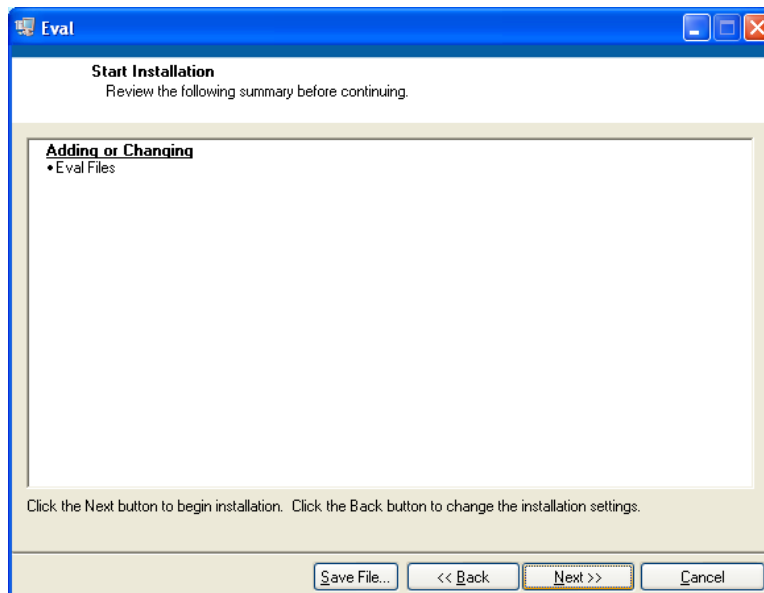 Eval
Start Installation
Review the following summary before continuing.
Adding or Changing
•Eval Files
Click the Next button to begin installation.  Click the Back button to change the installation settings.
Save File...
<< Back
Next >>
Cancel